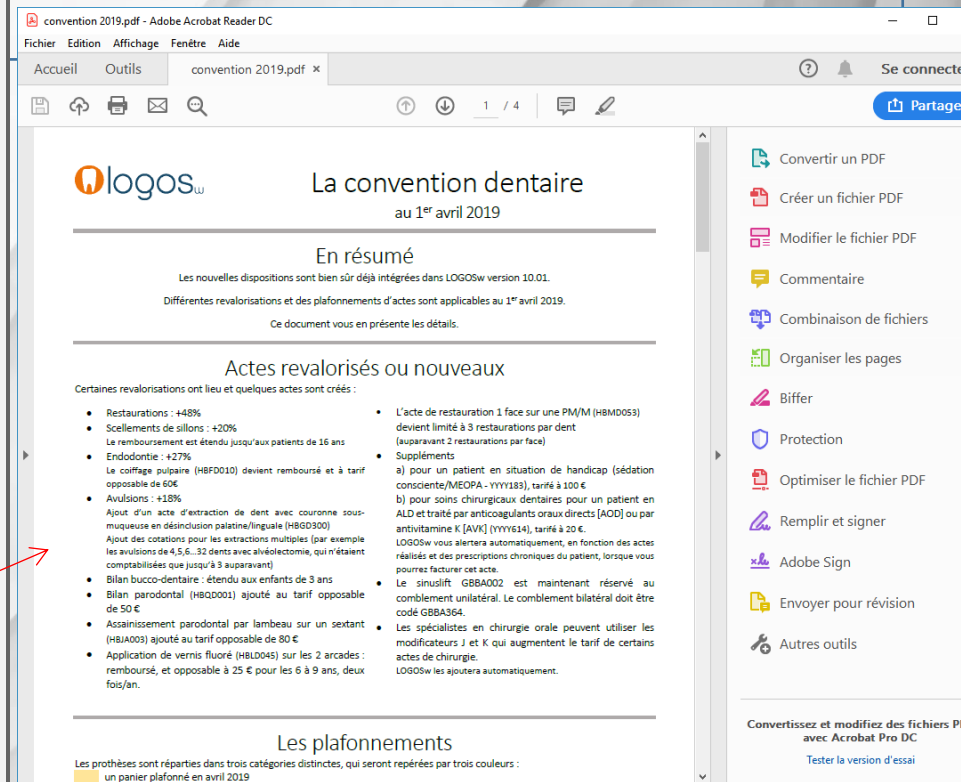 convention 2019.pdf - Adobe Acrobat Reader DC
Fichier Edition Affichage Fenêtre Aide
Accueil Outils convention 2019.pdf × Se connecte
1 / 4 Partage
logosw
La convention dentaire
au 1er avril 2019
En résumé
Les nouvelles dispositions sont bien sûr déjà intégrées dans LOGOSw version 10.01.
Différentes revalorisations et des plafonnements d'actes sont applicables au 1er avril 2019.
Ce document vous en présente les détails.
Actes revalorisés ou nouveaux
Certaines revalorisations ont lieu et quelques actes sont créés :
• Restaurations : +48%
• Scellements de sillons : +20%
Le remboursement est étendu jusqu'aux patients de 16 ans
• Endodontie : +27%
Le coiffage pulpaire (HBFD010) devient remboursé et à tarif
opposable de 60€
• Avulsions : +18%
Ajout d'un acte d'extraction de dent avec couronne sous-
muqueuse en désinclusion palatine/linguale (HBGD300)
Ajout des cotations pour les extractions multiples (par exemple
les avulsions de 4,5,6...32 dents avec alvéolectomie, qui n'étaient
comptabilisées que jusqu'à 3 auparavant)
• Bilan bucco-dentaire : étendu aux enfants de 3 ans
• Bilan parodontal (HBQD001) ajouté au tarif opposable
de 50 €
• Assainissement parodontal par lambeau sur un sextant
(HBJA003) ajouté au tarif opposable de 80 €
• Application de vernis fluoré (HBLD045) sur les 2 arcades :
remboursé, et opposable à 25 € pour les 6 à 9 ans, deux
fois/an.
• L'acte de restauration 1 face sur une PM/M (HBMD053)
devient limité à 3 restaurations par dent
(auparavant 2 restaurations par face)
• Suppléments
a) pour un patient en situation de handicap (sédation
consciente/MEOPA - YYYY183), tarifé à 100 €
b) pour soins chirurgicaux dentaires pour un patient en
ALD et traité par anticoagulants oraux directs [AOD] ou par
antivitamine K [AVK] (YYYY614), tarifé à 20 €.
LOGOSw vous alertera automatiquement, en fonction des actes
réalisés et des prescriptions chroniques du patient, lorsque vous
pourrez facturer cet acte.
• Le sinuslift GBBA002 est maintenant réservé au
comblement unilatéral. Le comblement bilatéral doit être
codé GBBA364.
• Les spécialistes en chirurgie orale peuvent utiliser les
modificateurs J et K qui augmentent le tarif de certains
actes de chirurgie.
LOGOSw les ajoutera automatiquement.
Les plafonnements
Les prothèses sont réparties dans trois catégories distinctes, qui seront repérées par trois couleurs :
un panier plafonné en avril 2019
Convertir un PDF
Créer un fichier PDF
Modifier le fichier PDF
Commentaire
Combinaison de fichiers
Organiser les pages
Biffer
Protection
Optimiser le fichier PDF
Remplir et signer
Adobe Sign
Envoyer pour révision
Autres outils
Convertissez et modifiez des fichiers P
avec Acrobat Pro DC
Tester la version d'essai